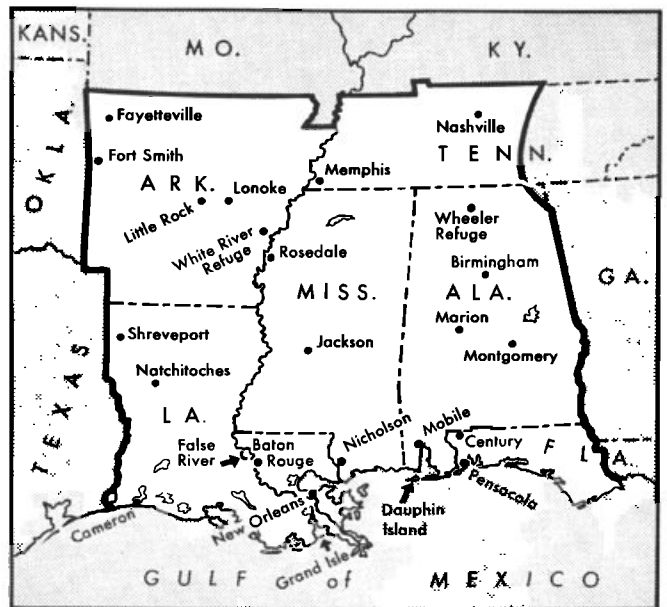 KANS.
MO.
KY.
OKLA.
Fayetteville
Fort Smith
ARK.
Lonoke
Little Rock
White River
Refuge
Memphis
Nashville
TENN.
Rosedale
Wheeler
Refuge
Birmingham
GA.
MISS.
ALA.
Marion
Montgomery
Jackson
Shreveport
Natchitoches
TEXAS
LA.
False
River
Baton
Rouge
Nicholson
Mobile
Century
FLA.
Pensacola
Dauphin
Island
Cameron
New Orleans
Grand Isle
GULF of MEXICO